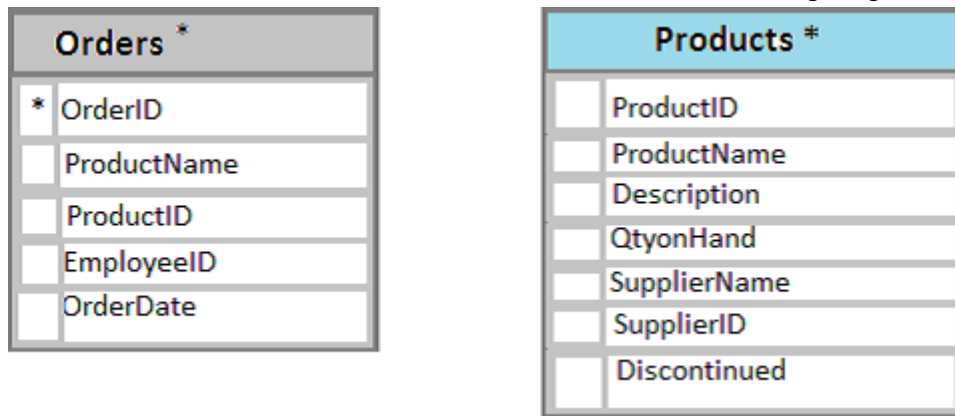 Orders *
* OrderID
ProductName
ProductID
EmployeeID
OrderDate
Products *
ProductID
ProductName
Description
QtyonHand
SupplierName
SupplierID
Discontinued